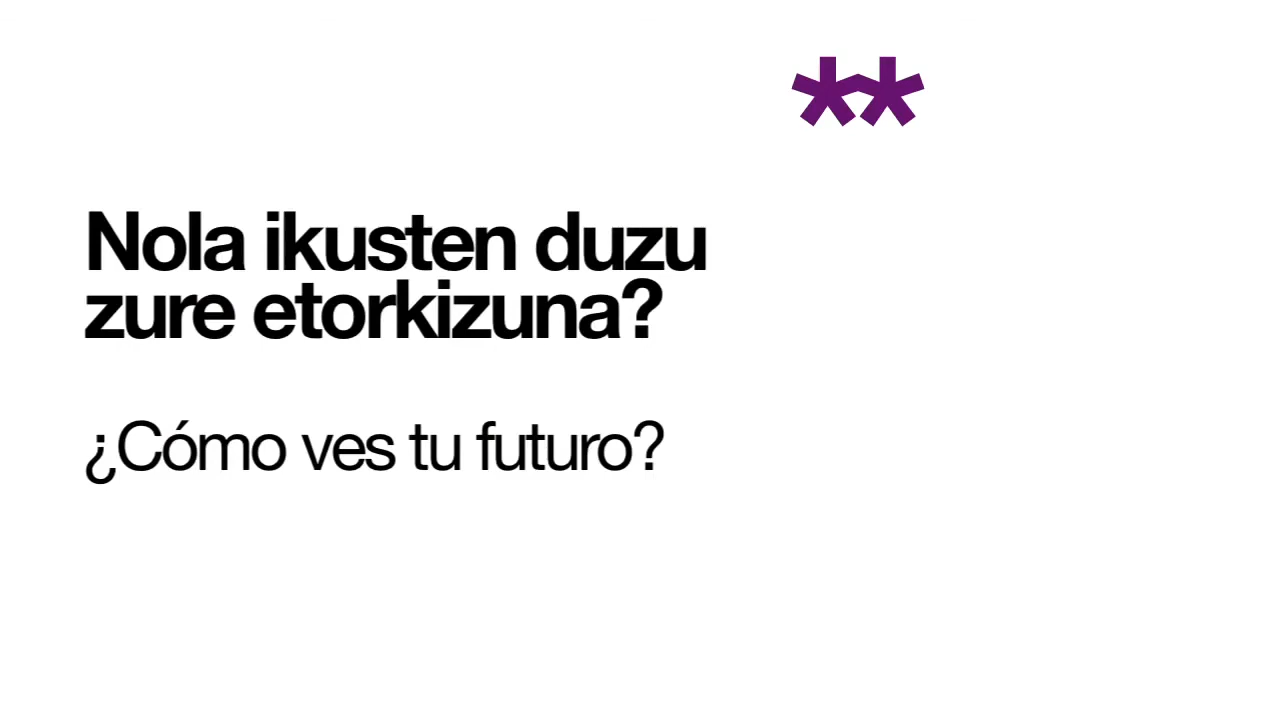 **
Nola ikusten duzu
zure etorkizuna?
¿Cómo ves tu futuro?